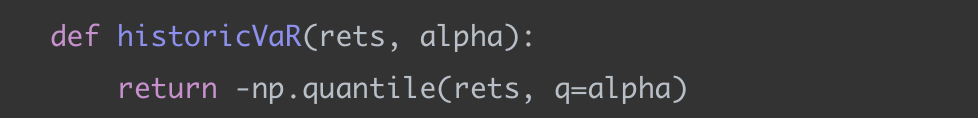 def historicVaR(rets, alpha):
    return -np.quantile(rets, q=alpha)